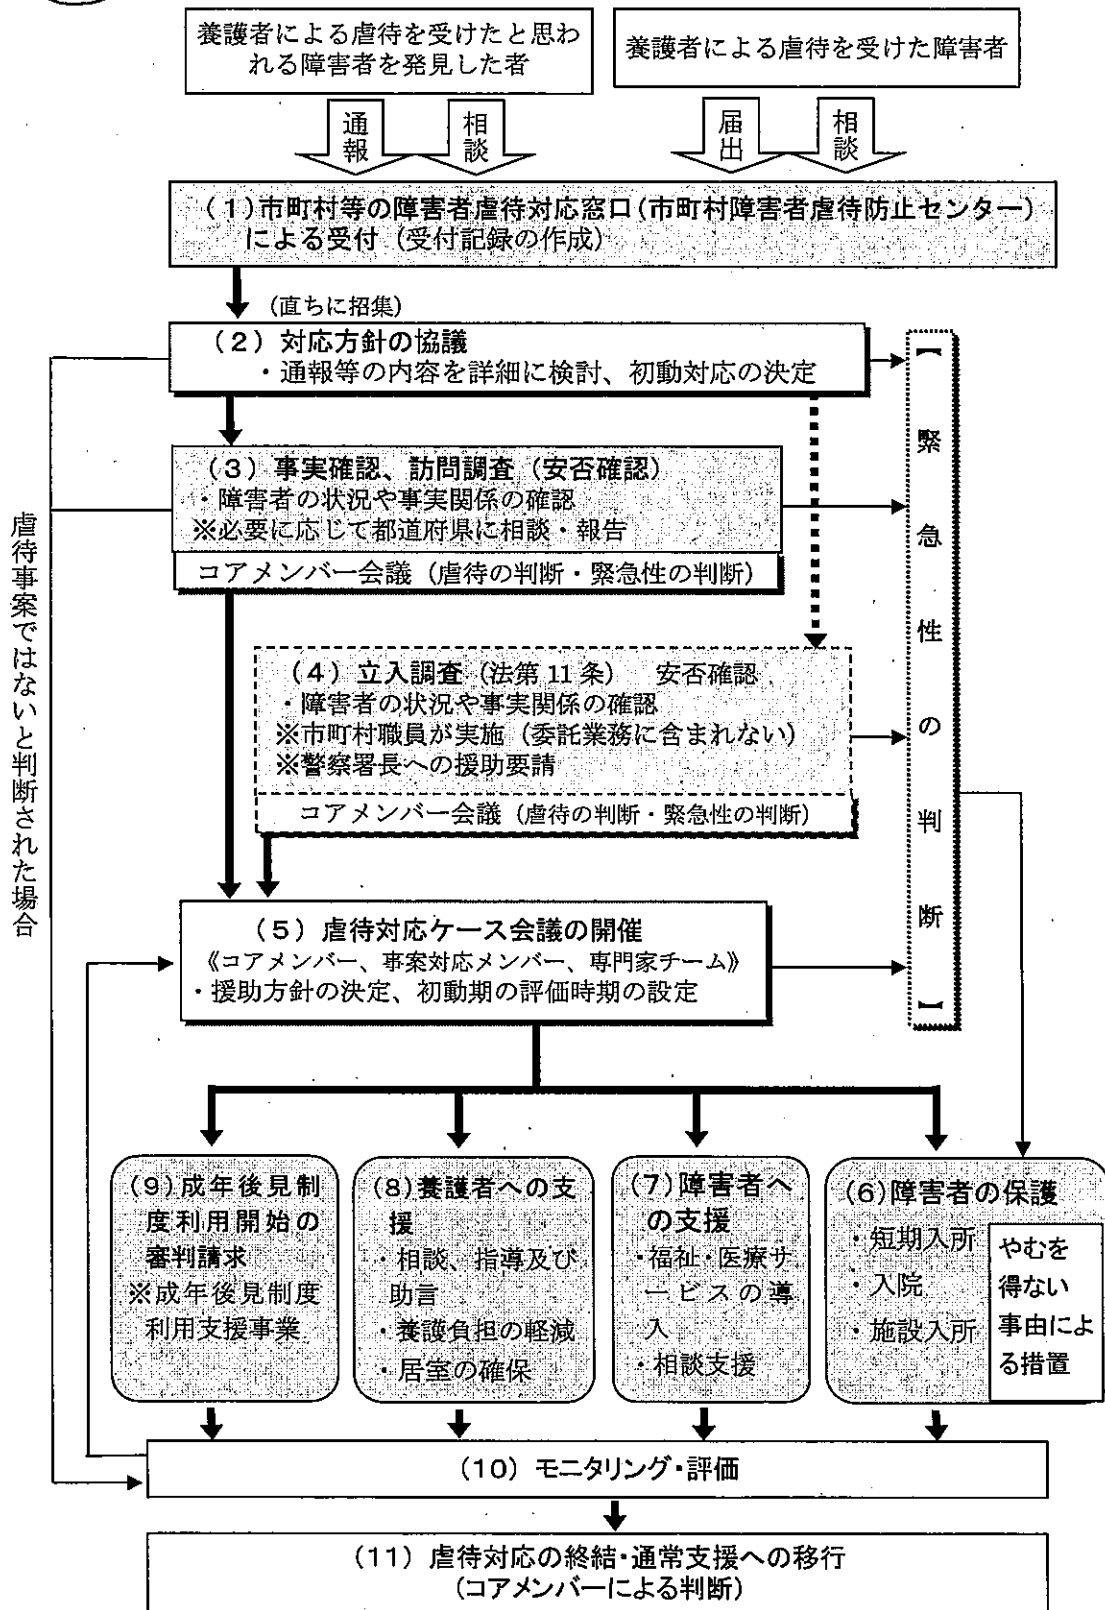 養護者による虐待を受けたと思わ
れる障害者を発見した者
養護者による虐待を受けた障害者
通報
相談
届出
相談
(1)市町村等の障害者虐待対応窓口(市町村障害者虐待防止センター)
による受付（受付記録の作成）
(直ちに招集)
(2) 対応方針の協議
・通報等の内容を詳細に検討、初動対応の決定
(3) 事実確認、訪問調査（安否確認）
・障害者の状況や事実関係の確認
※必要に応じて都道府県に相談・報告
コアメンバー会議（虐待の判断・緊急性の判断）
(4) 立入調査（法第11条） 安否確認
・障害者の状況や事実関係の確認
※市町村職員が実施（委託業務に含まれない）
※警察署長への援助要請
コアメンバー会議（虐待の判断・緊急性の判断）
【緊急性の判断】
虐待事案ではないと判断された場合
(5) 虐待対応ケース会議の開催
《コアメンバー、事案対応メンバー、専門家チーム》
・援助方針の決定、初動期の評価時期の設定
(9)成年後見制
度利用開始の
審判請求
※成年後見制度
利用支援事業
(8)養護者への支
援
・相談、指導及び
助言
・養護負担の軽減
・居室の確保
(7)障害者へ
の支援
・福祉・医療サ
ービスの導
入
・相談支援
(6)障害者の保護
・短期入所
・入院
・施設入所
やむを
得ない
事由によ
る措置
(10) モニタリング・評価
(11) 虐待対応の終結・通常支援への移行
(コアメンバーによる判断)